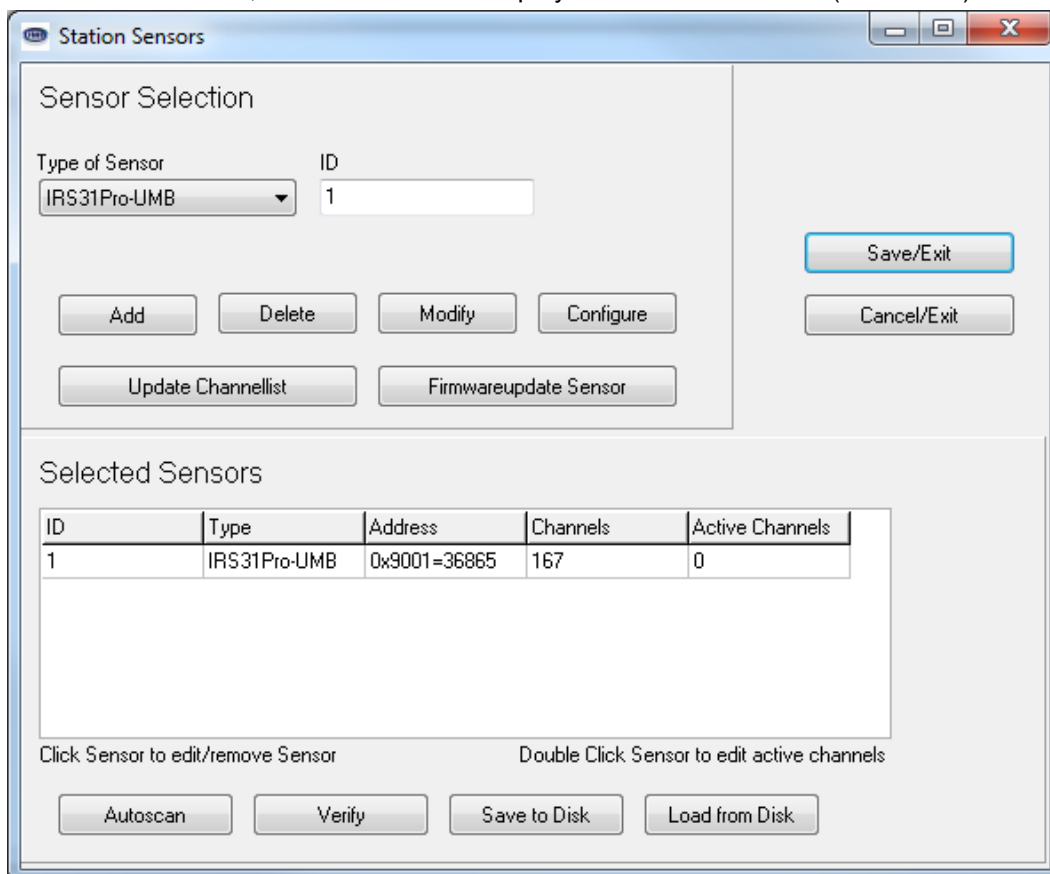 Station Sensors
Sensor Selection
Type of Sensor ID
IRS31Pro-UMB 1
Save/Exit
Add Delete Modify Configure Cancel/Exit
Update Channellist Firmwareupdate Sensor
Selected Sensors
ID Type Address Channels Active Channels
1 IRS31Pro-UMB 0x9001=36865 167 0
Click Sensor to edit/remove Sensor Double Click Sensor to edit active channels
Autoscan Verify Save to Disk Load from Disk